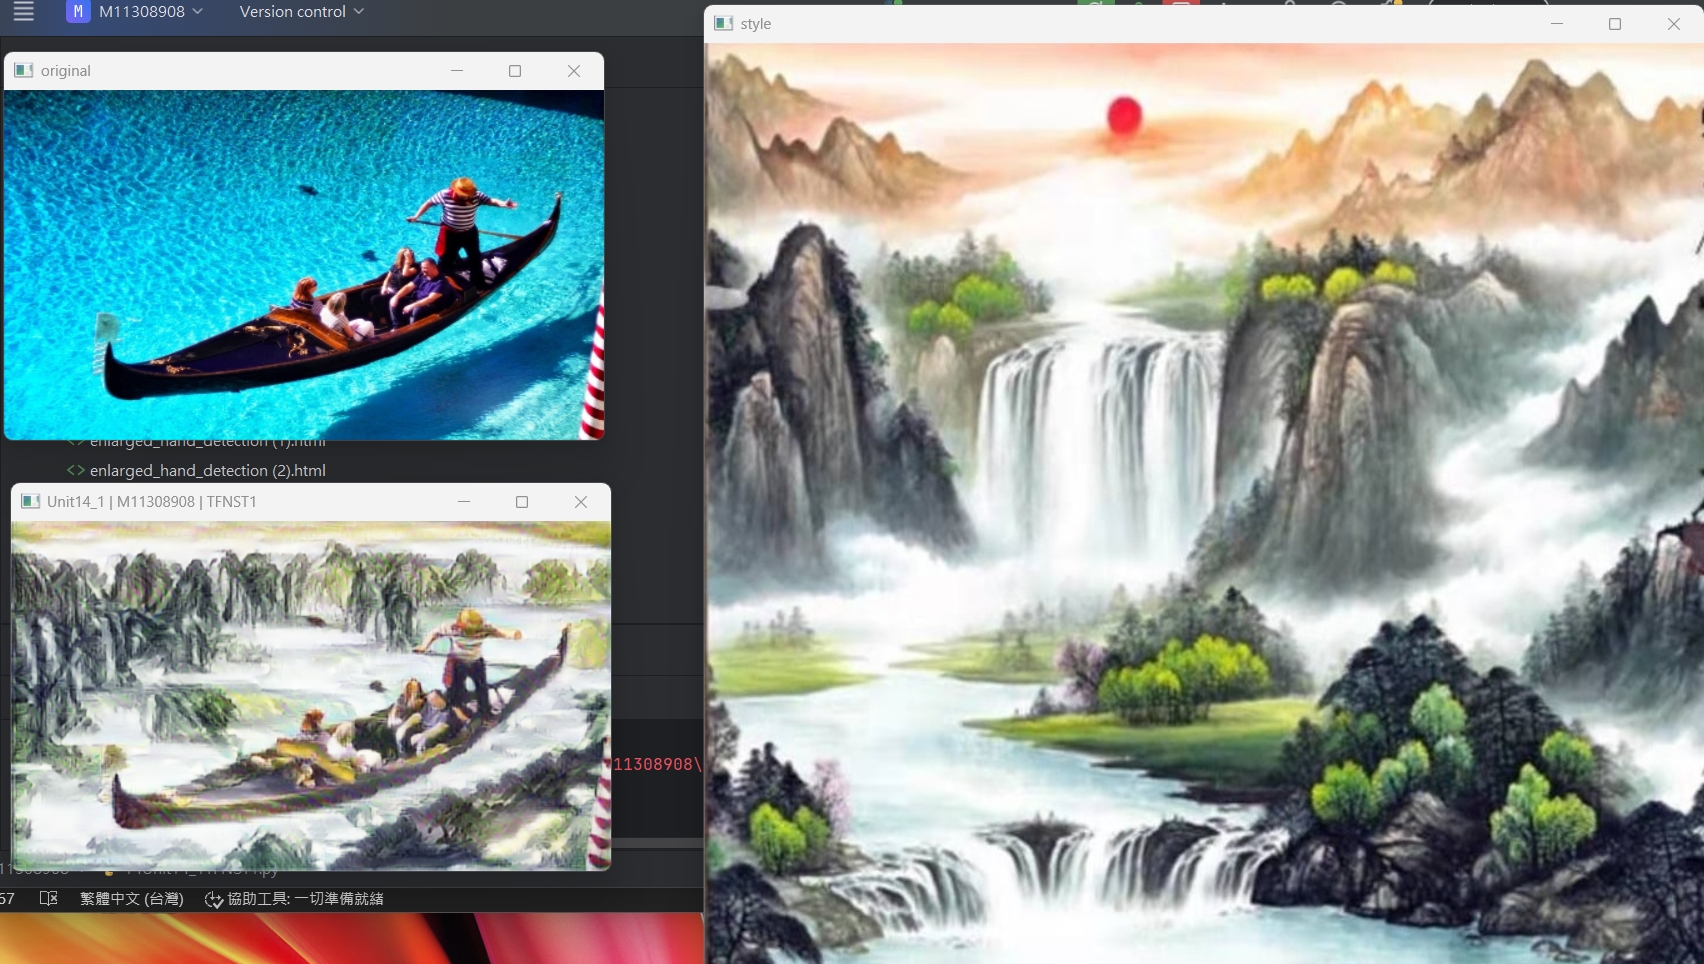 M M11308908 Version control
original
enlarged_hand_detection (1).html
enlarged_hand_detection (2).html
Unit14_1 | M11308908 | TFNST1
11308908\
57 繁體中文 (台灣) 協助工具: 一切準備就緒
style